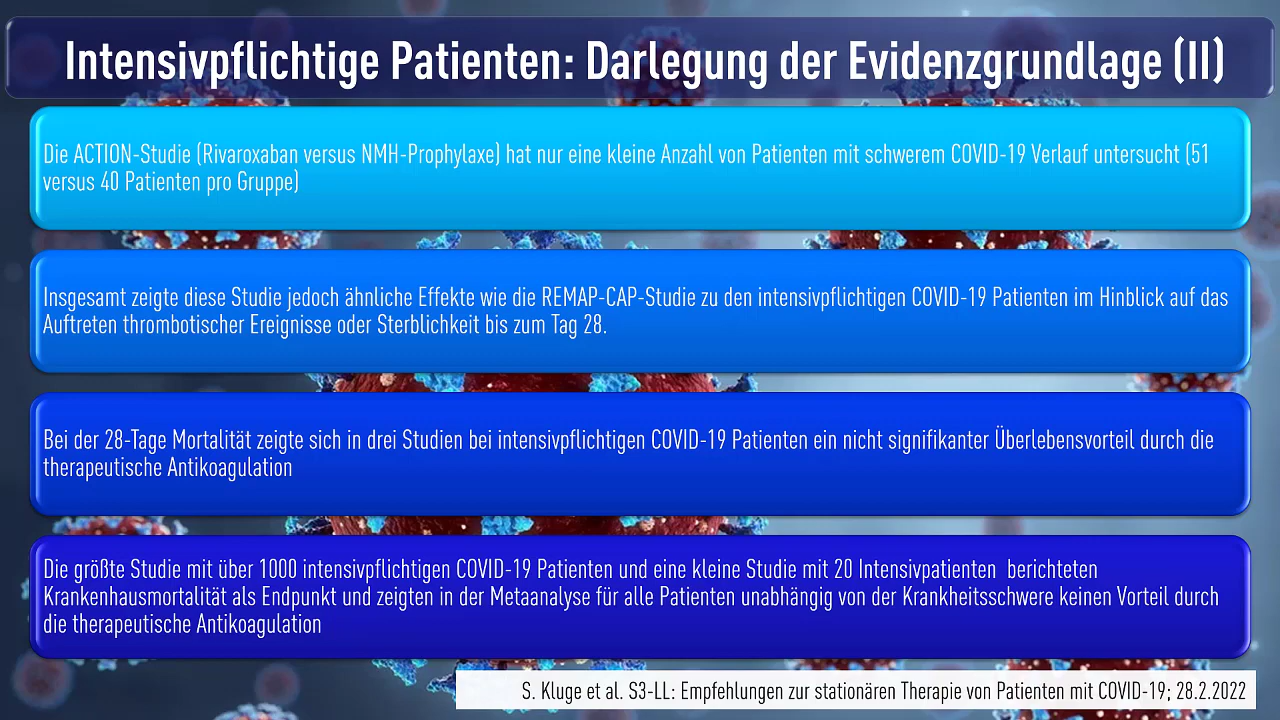 Intensivpflichtige Patienten: Darlegung der Evidenzgrundlage (II)
Die ACTION-Studie (Rivaroxaban versus NMH-Prophylaxe) hat nur eine kleine Anzahl von Patienten mit schwerem COVID-19 Verlauf untersucht (51
versus 40 Patienten pro Gruppe)
Insgesamt zeigte diese Studie jedoch ähnliche Effekte wie die REMAP-CAP-Studie zu den intensivpflichtigen COVID-19 Patienten im Hinblick auf das
Auftreten thrombotischer Ereignisse oder Sterblichkeit bis zum Tag 28.
Bei der 28-Tage Mortalität zeigte sich in drei Studien bei intensivpflichtigen COVID-19 Patienten ein nicht signifikanter Überlebensvorteil durch die
therapeutische Antikoagulation
Die größte Studie mit über 1000 intensivpflichtigen COVID-19 Patienten und eine kleine Studie mit 20 Intensivpatienten berichteten
Krankenhausmortalität als Endpunkt und zeigten in der Metaanalyse für alle Patienten unabhängig von der Krankheitsschwere keinen Vorteil durch
die therapeutische Antikoagulation
S. Kluge et al. S3-LL: Empfehlungen zur stationären Therapie von Patienten mit COVID-19; 28.2.2022